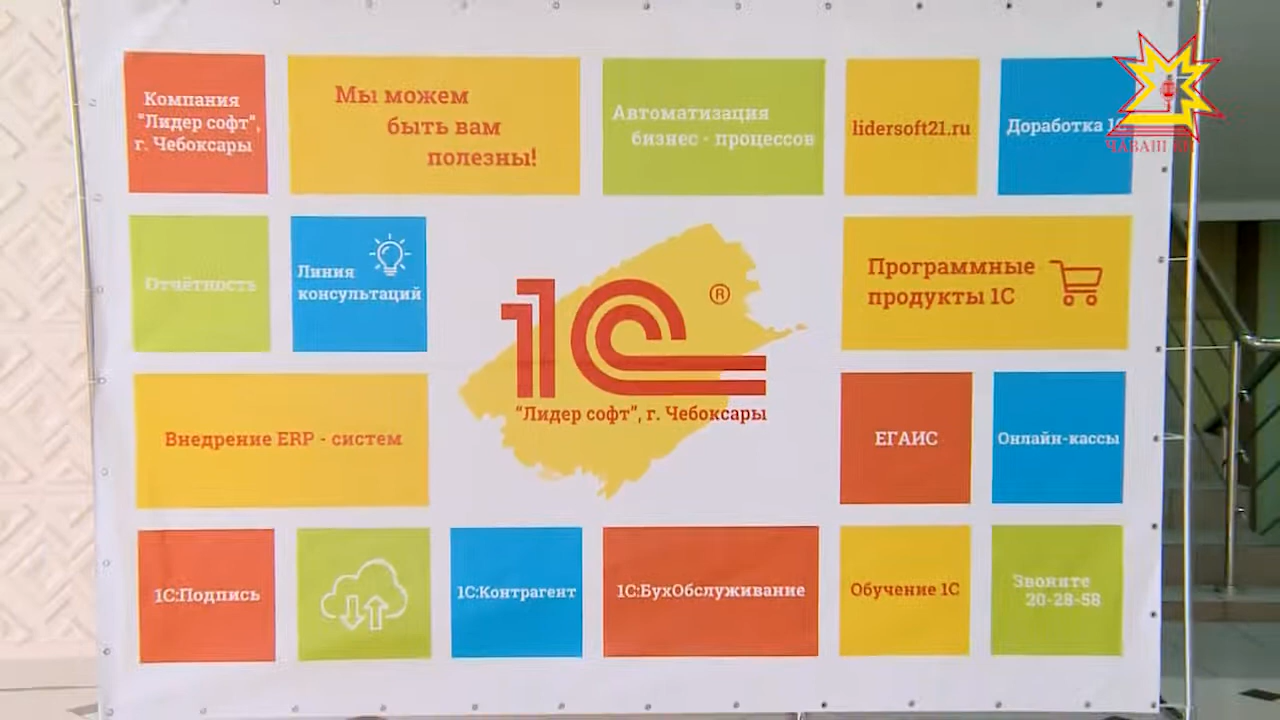 Компания
"Лидер софт",
г. Чебоксары
Мы можем
быть вам
полезны!
Автоматизация
бизнес - процессов
lidersoft21.ru
Доработка 1С
ЧӐВАШ ЕН
Отчётность
Линия
консультаций
1С ®
"Лидер софт", г. Чебоксары
Программные
продукты 1С
Внедрение ERP - систем
ЕГАИС
Онлайн-кассы
1С:Подпись
1С:Контрагент
1С:БухОбслуживание
Обучение 1С
Звоните
20-28-58